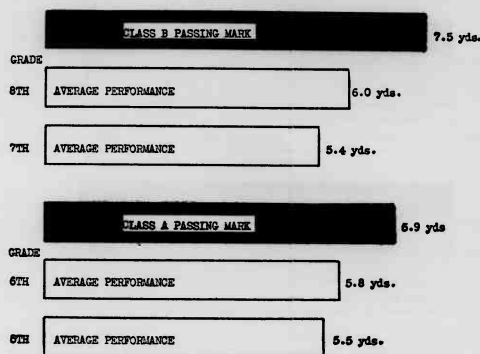 CLASS B PASSING MARK 7.5 yds.
GRADE
8TH AVERAGE PERFORMANCE 6.0 yds.
7TH AVERAGE PERFORMANCE 5.4 yds.
CLASS A PASSING MARK 6.9 yds
GRADE
6TH AVERAGE PERFORMANCE 5.8 yds.
AVERAGE PERFORMANCE 5.5 yds.